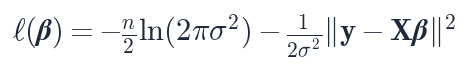 ℓ(𝜷) = −n/2 ln(2πσ²) − 1/(2σ²) ‖𝐲 − 𝐗𝜷‖²